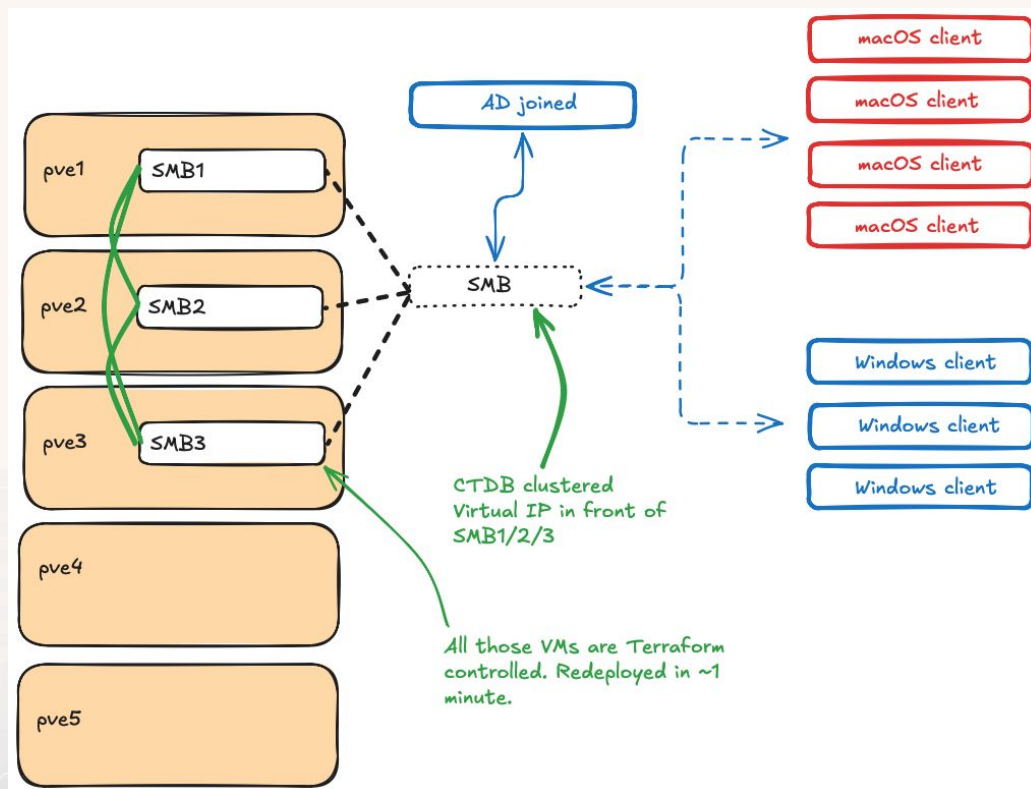 macOS client
macOS client
macOS client
macOS client
AD joined
pve1
SMB1
pve2
SMB2
SMB
pve3
SMB3
Windows client
Windows client
Windows client
CTDB clustered
Virtual IP in front of
SMB1/2/3
pve4
All those VMs are Terraform
controlled. Redeployed in ~1
minute.
pve5